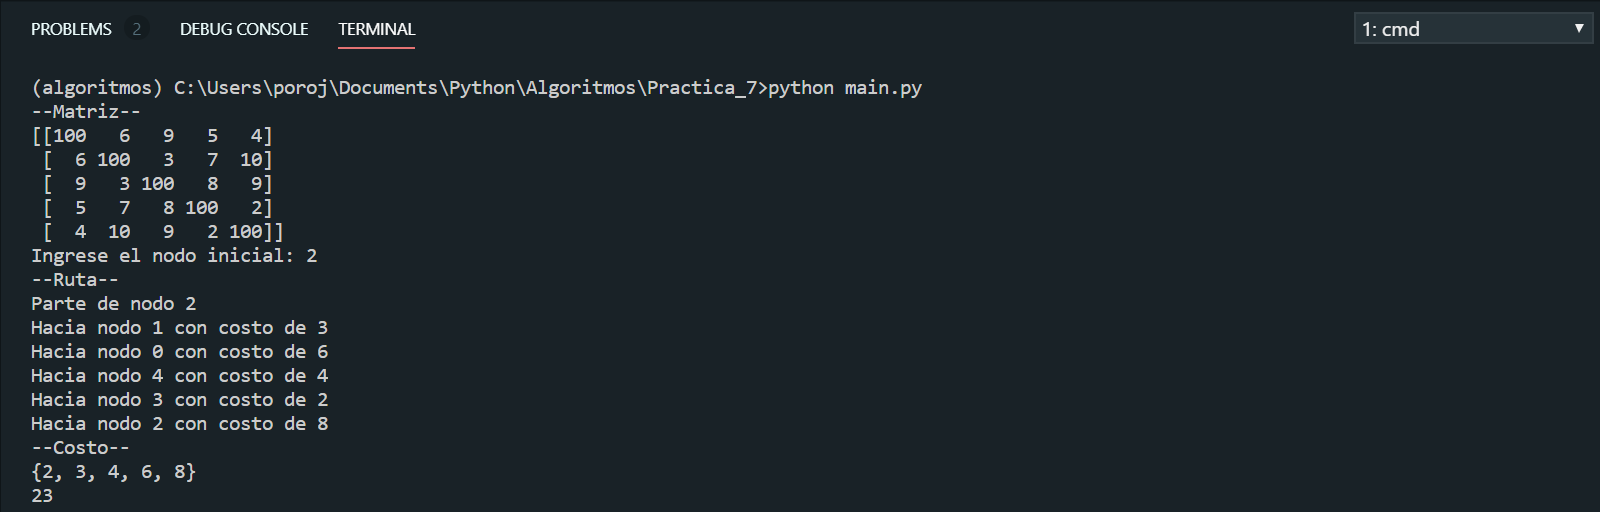 PROBLEMS 2 DEBUG CONSOLE TERMINAL 1: cmd
(algoritmos) C:\Users\poroj\Documents\Python\Algoritmos\Practica_7>python main.py
--Matriz--
[[100   6   9   5   4]
 [  6 100   3   7  10]
 [  9   3 100   8   9]
 [  5   7   8 100   2]
 [  4  10   9   2 100]]
Ingrese el nodo inicial: 2
--Ruta--
Parte de nodo 2
Hacia nodo 1 con costo de 3
Hacia nodo 0 con costo de 6
Hacia nodo 4 con costo de 4
Hacia nodo 3 con costo de 2
Hacia nodo 2 con costo de 8
--Costo--
{2, 3, 4, 6, 8}
23